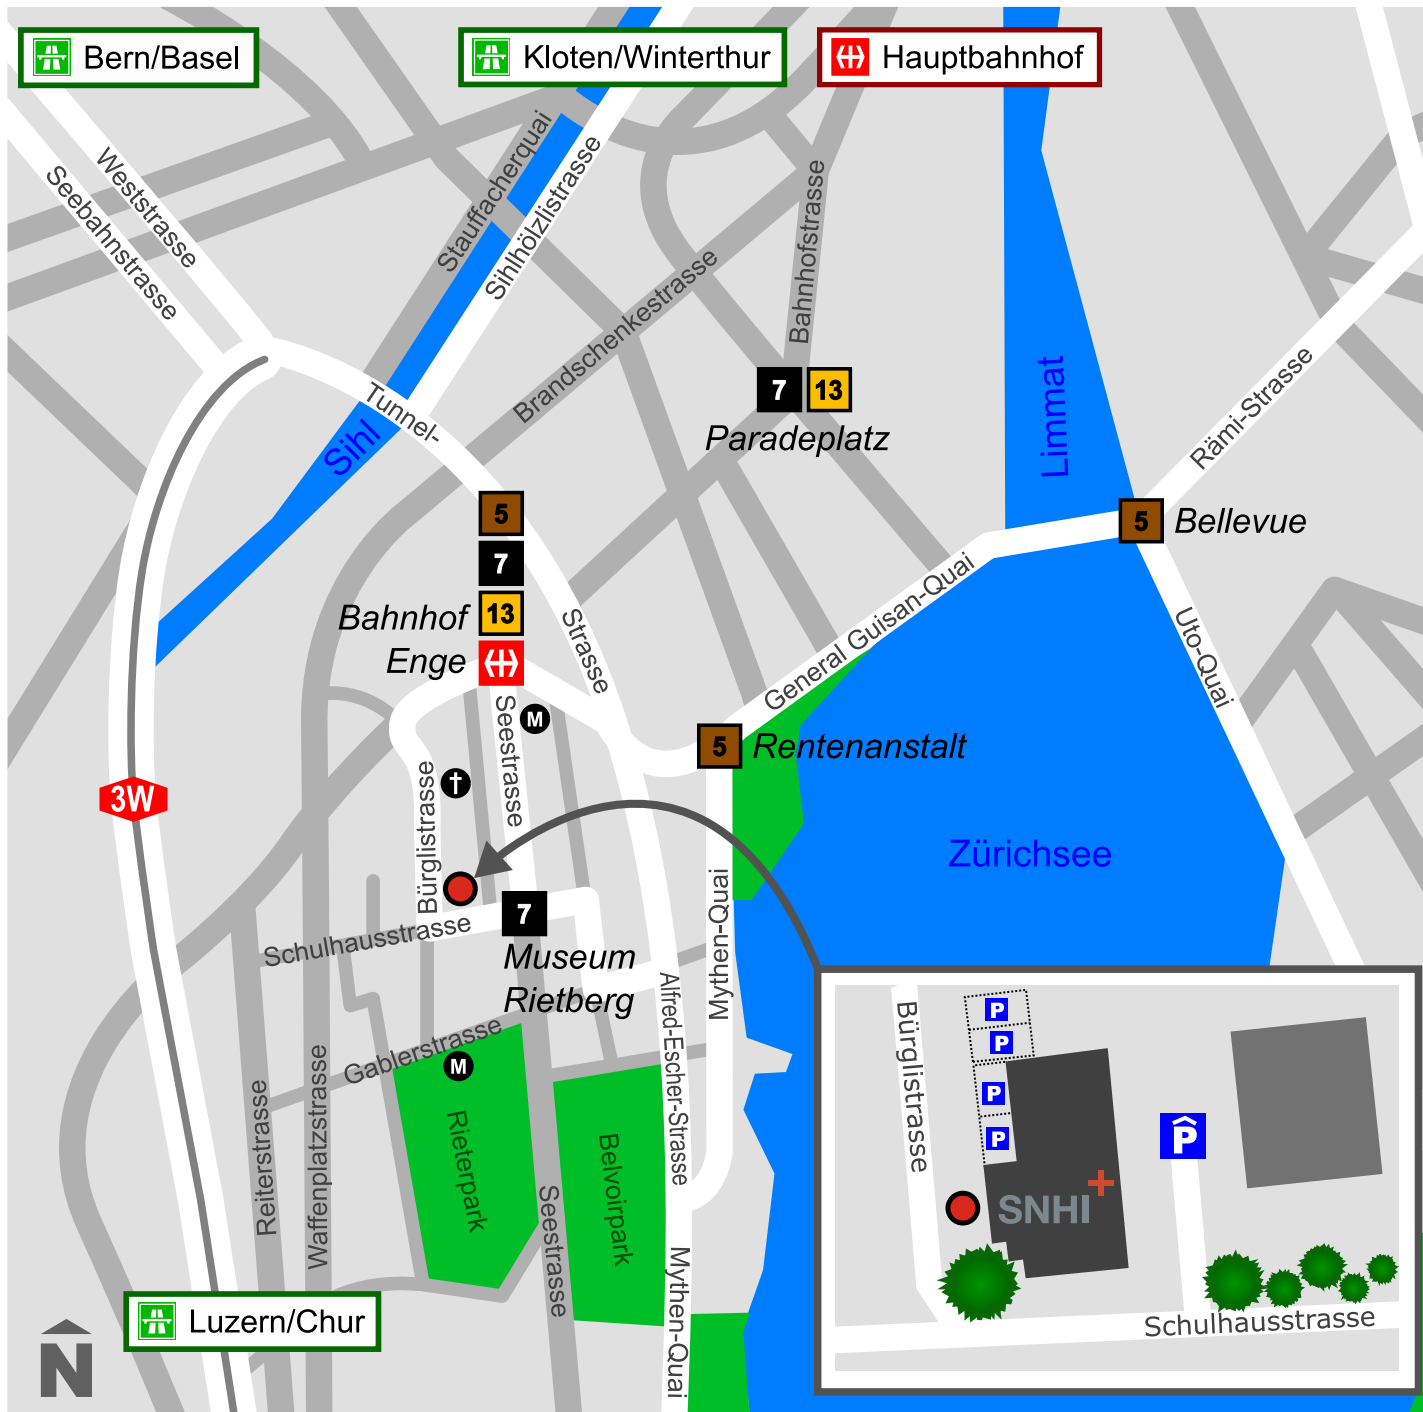 Bern/Basel
Kloten/Winterthur
Hauptbahnhof
Weststrasse
Seebahnstrasse
Stauffacherquai
Sihlhölzlistrasse
Bahnhofstrasse
Brandschenkestrasse
Tunnel-
Sihl
Limmat
Rämi-Strasse
7
13
Paradeplatz
5
Bellevue
5
7
13
Bahnhof
Enge
Strasse
General Guisan-Quai
Uto-Quai
M
Seestrasse
5
Rentenanstalt
Bürglistrasse
3W
Zürichsee
7
Museum
Rietberg
Schulhausstrasse
Mythen-Quai
Alfred-Escher-Strasse
Gablerstrasse
M
Rieterpark
Belvoirpark
Reiterstrasse
Waffenplatzstrasse
Seestrasse
Mythen-Quai
Luzern/Chur
N
Bürglistrasse
P
P
P
P
P
SNHI
Schulhausstrasse